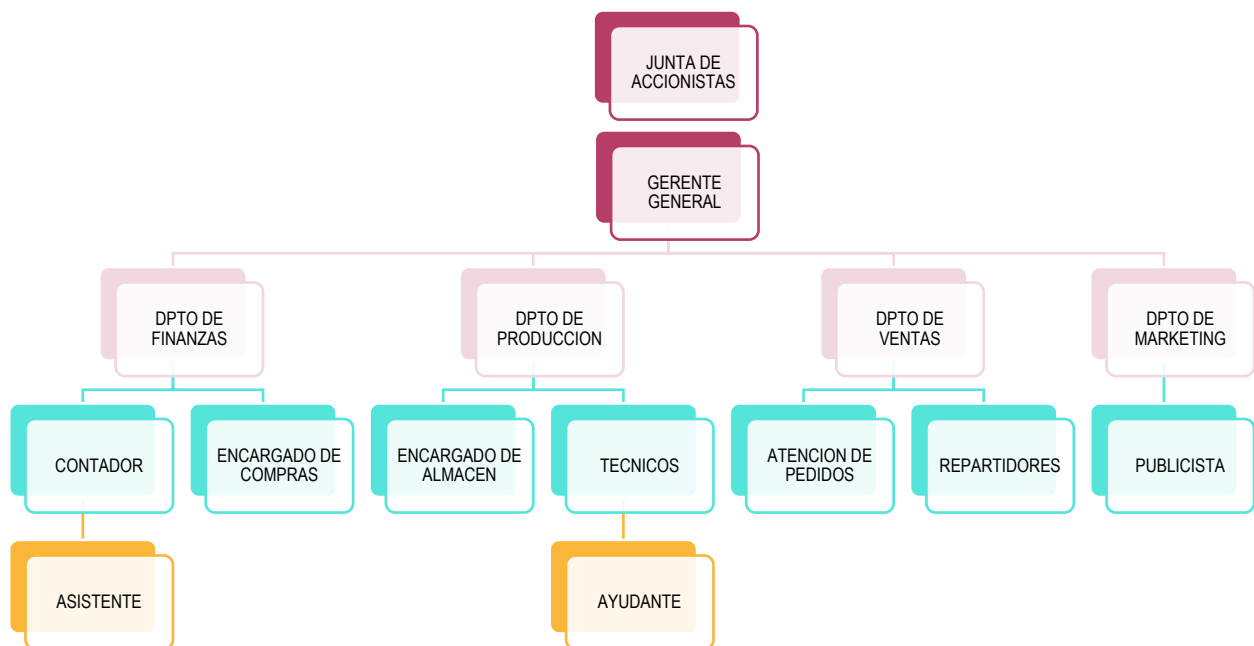 JUNTA DE
ACCIONISTAS
GERENTE
GENERAL
DPTO DE
FINANZAS
DPTO DE
PRODUCCION
DPTO DE
VENTAS
DPTO DE
MARKETING
CONTADOR
ENCARGADO DE
COMPRAS
ENCARGADO DE
ALMACEN
TECNICOS
ATENCION DE
PEDIDOS
REPARTIDORES
PUBLICISTA
ASISTENTE
AYUDANTE